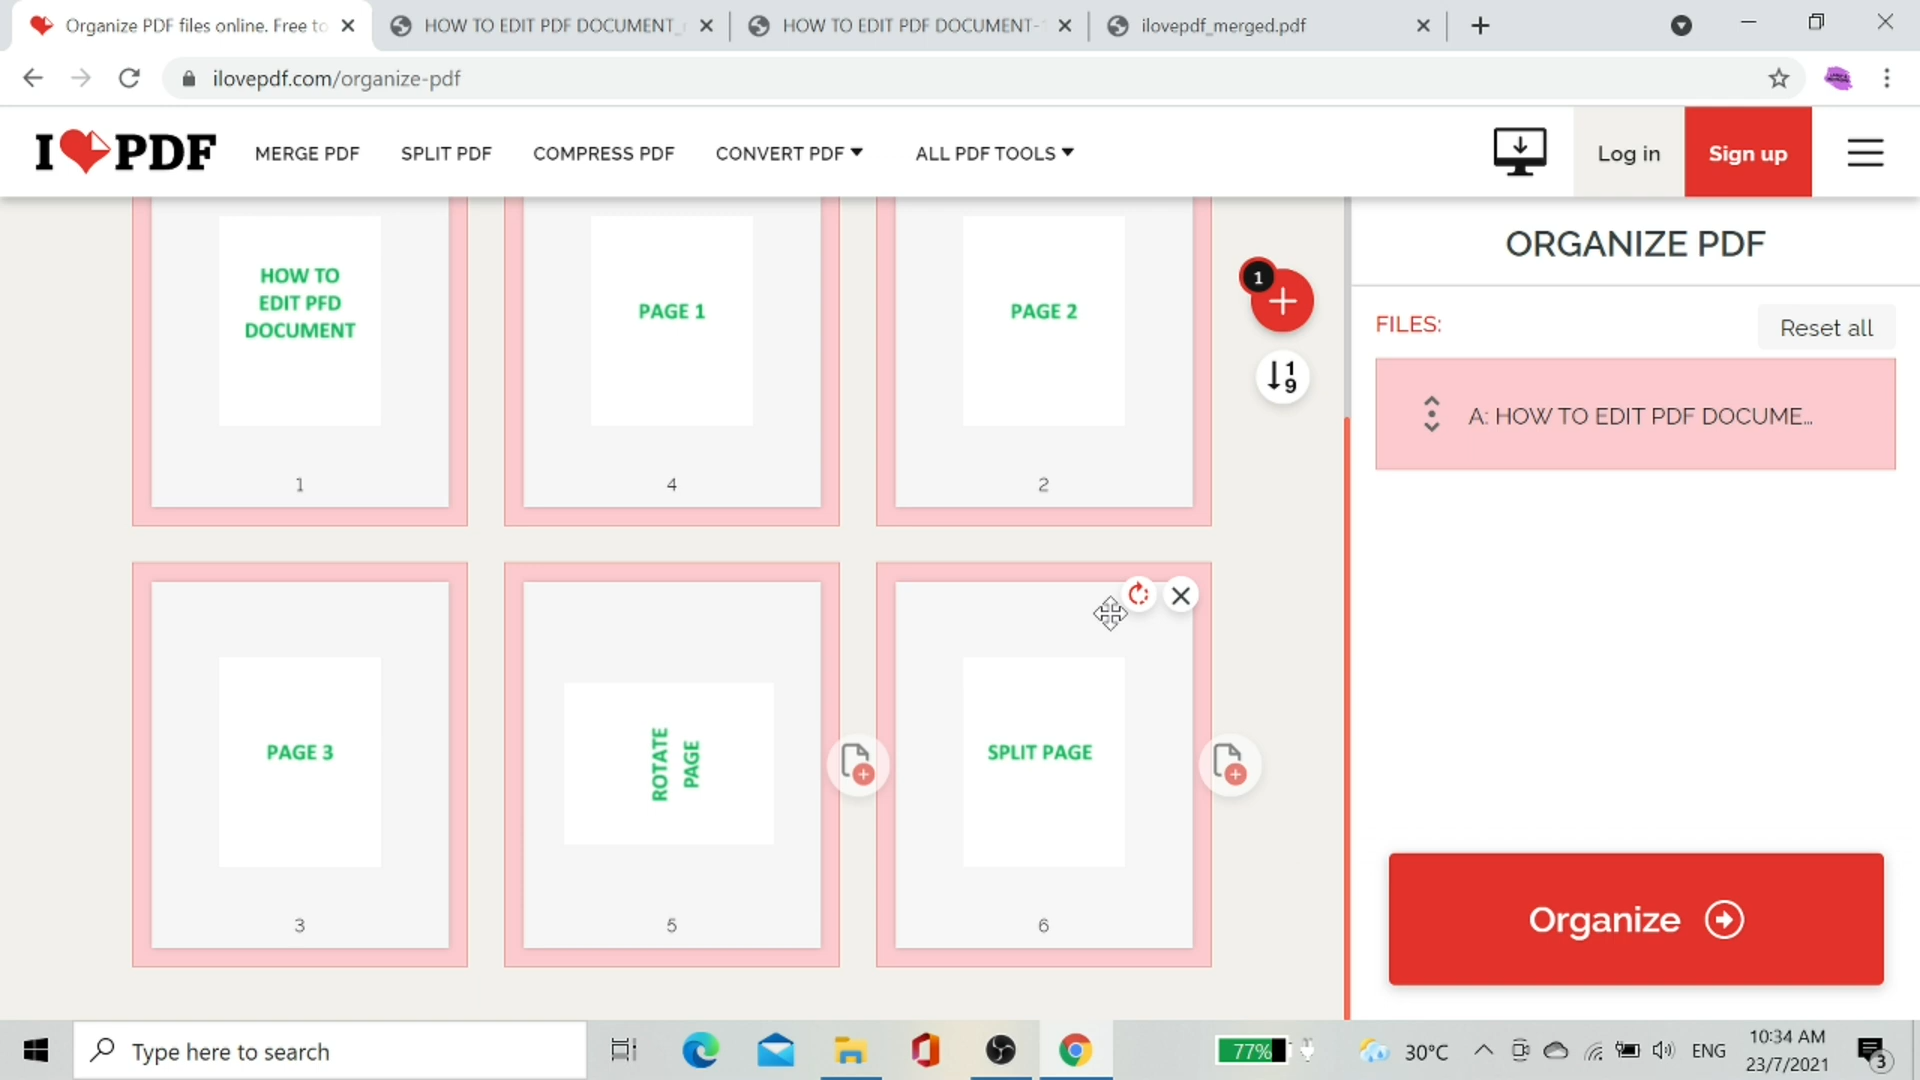 Organize PDF files online. Free to
HOW TO EDIT PDF DOCUMENT_
HOW TO EDIT PDF DOCUMENT-
ilovepdf_merged.pdf
ilovepdf.com/organize-pdf
I PDF
MERGE PDF
SPLIT PDF
COMPRESS PDF
CONVERT PDF
ALL PDF TOOLS
Log in
Sign up
HOW TO
EDIT PFD
DOCUMENT
1
PAGE 1
4
PAGE 2
2
1
1
9
PAGE 3
3
ROTATE
PAGE
5
SPLIT PAGE
6
ORGANIZE PDF
FILES:
Reset all
A: HOW TO EDIT PDF DOCUME...
Organize
Type here to search
77%
30°C
ENG
10:34 AM
23/7/2021
3